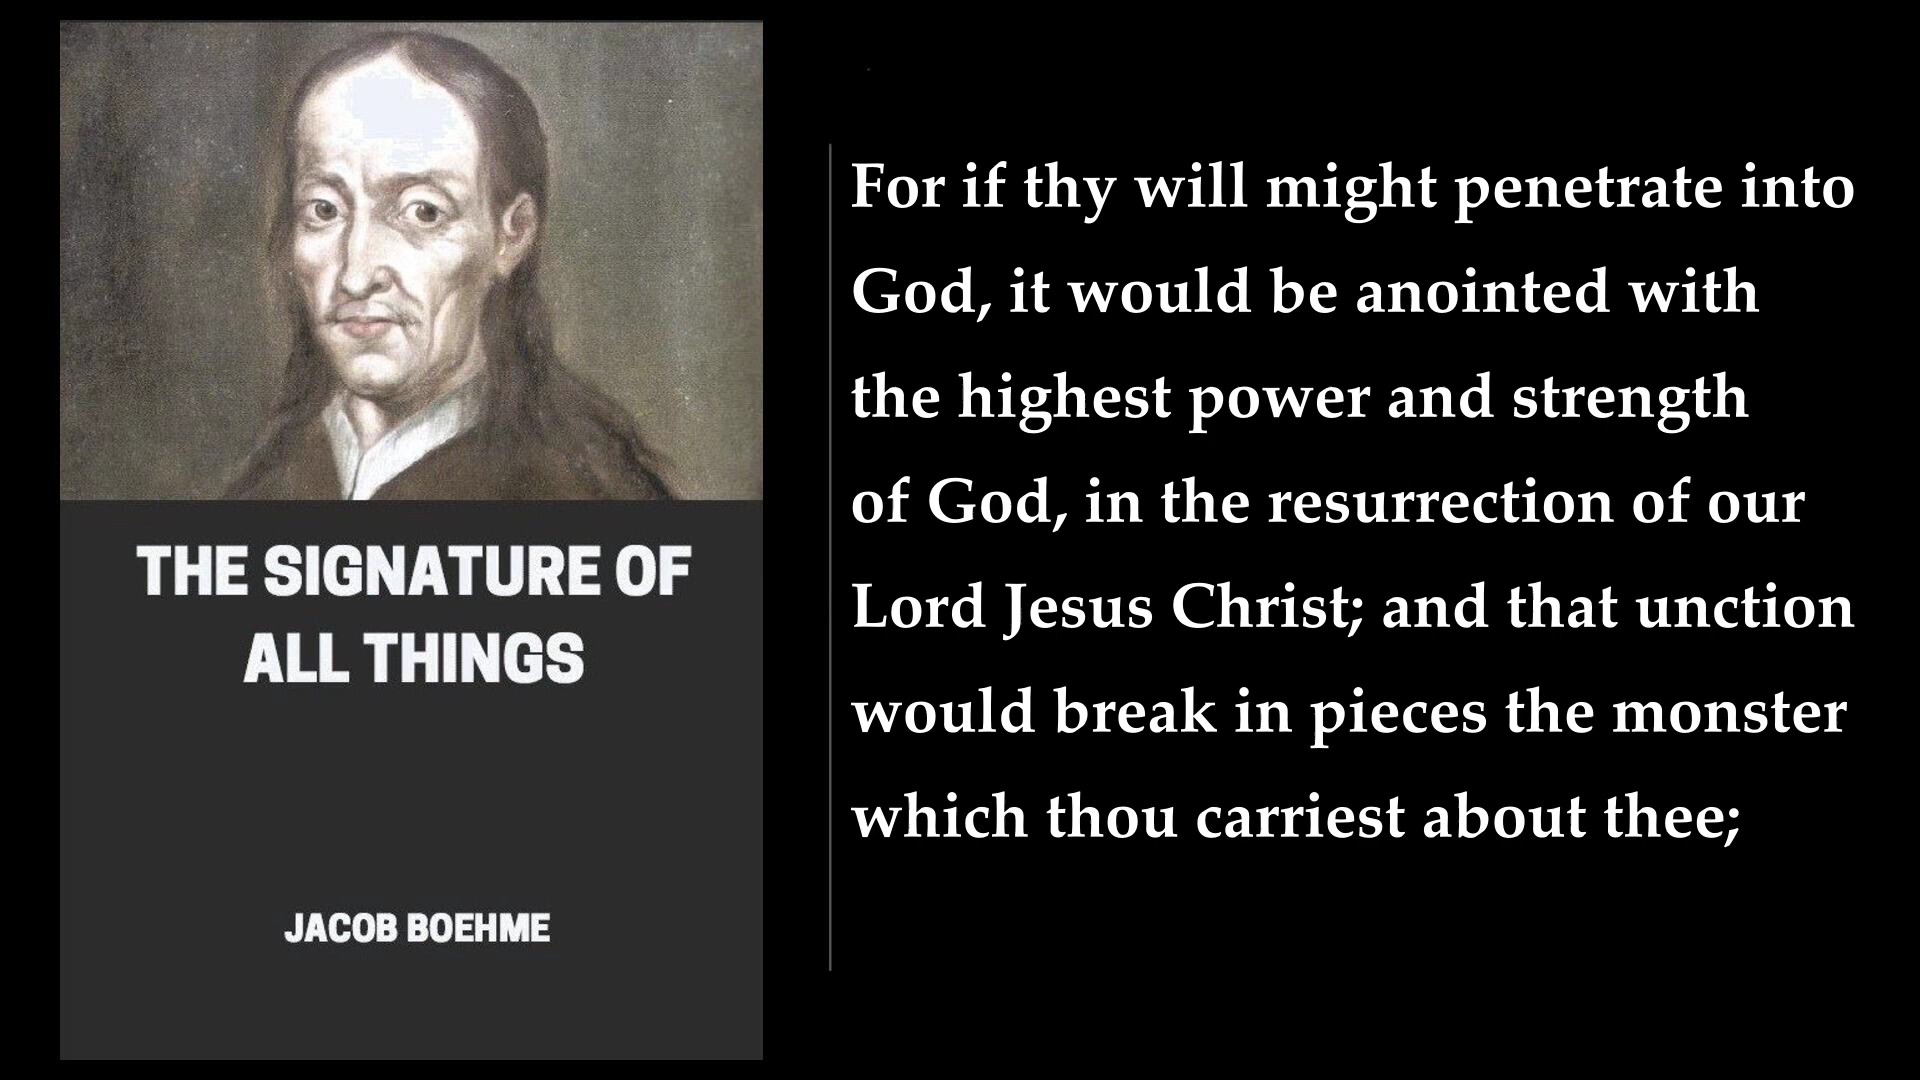 THE SIGNATURE OF
ALL THINGS
JACOB BOEHME
For if thy will might penetrate into
God, it would be anointed with
the highest power and strength
of God, in the resurrection of our
Lord Jesus Christ; and that unction
would break in pieces the monster
which thou carriest about thee;